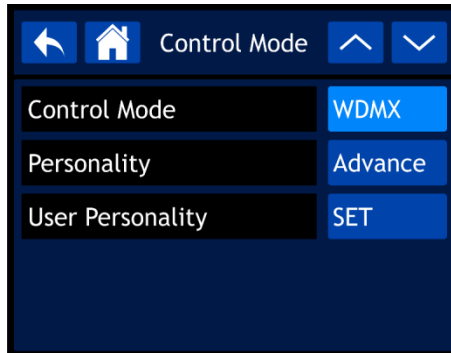 Control Mode
Control Mode WDMX
Personality Advance
User Personality SET